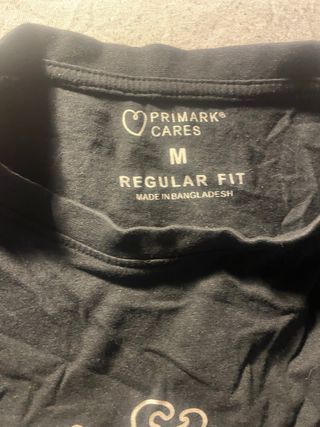 PRIMARK®
CARES
M
REGULAR FIT
MADE IN BANGLADESH